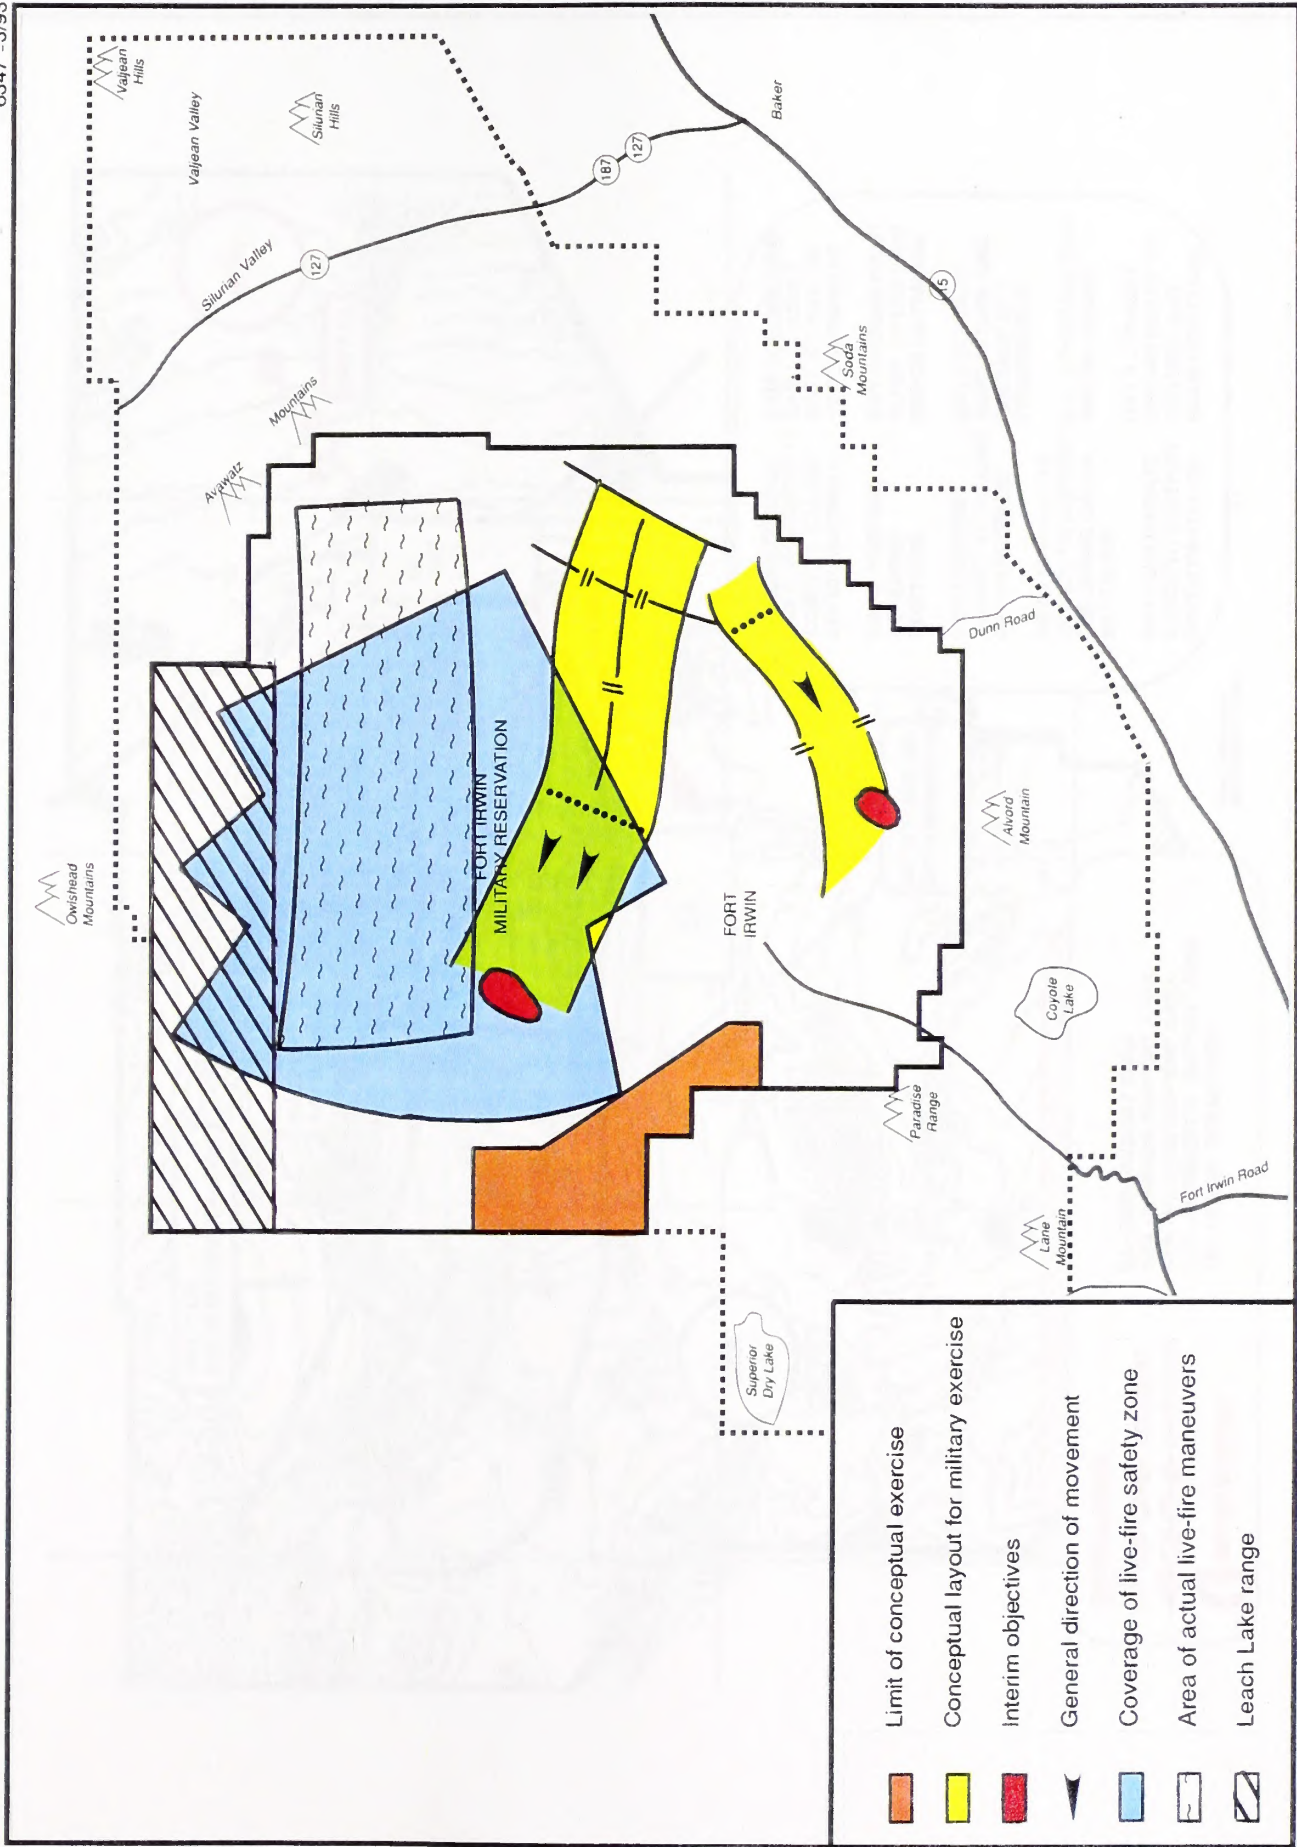 Valjean
Hills
Valjean Valley
Silurian
Hills
Silurian Valley
127
187
127
Baker
15
Avawatz
Mountains
Soda
Mountains
Owlshead
Mountains
FORT IRWIN
MILITARY RESERVATION
Dunn Road
FORT
IRWIN
Alvord
Mountain
Coyote
Lake
Paradise
Range
Lane
Mountain
Fort Irwin Road
Superior
Dry Lake
Limit of conceptual exercise
Conceptual layout for military exercise
Interim objectives
General direction of movement
Coverage of live-fire safety zone
Area of actual live-fire maneuvers
Leach Lake range